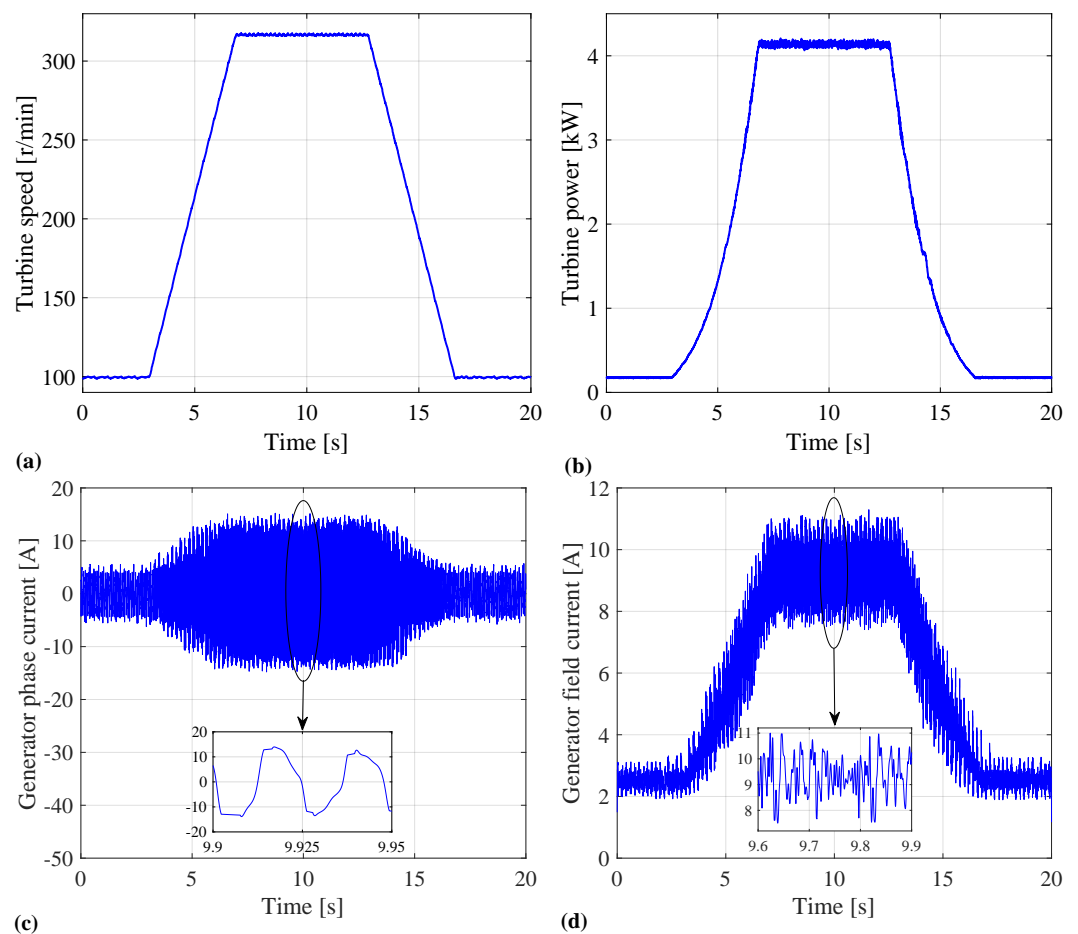 Turbine speed [r/min]
300
250
200
150
100
0 5 10 15 20
Time [s]
(a)
Turbine power [kW]
4
3
2
1
0
0 5 10 15 20
Time [s]
(b)
Generator phase current [A]
20
10
0
-10
-20
-30
-40
-50
0 5 10 15 20
Time [s]
20
10
0
-10
-20
9.9 9.925 9.95
(c)
Generator field current [A]
12
10
8
6
4
2
0
0 5 10 15 20
Time [s]
11
10
9
8
9.6 9.7 9.8 9.9
(d)